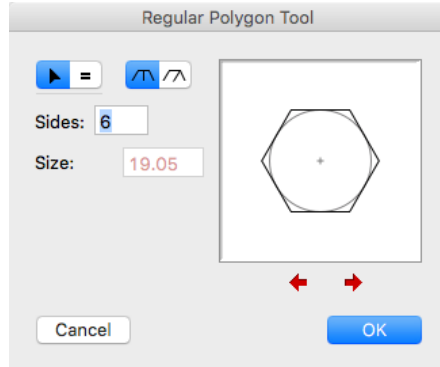 Regular Polygon Tool
=
Sides: 6
Size: 19.05
Cancel
OK